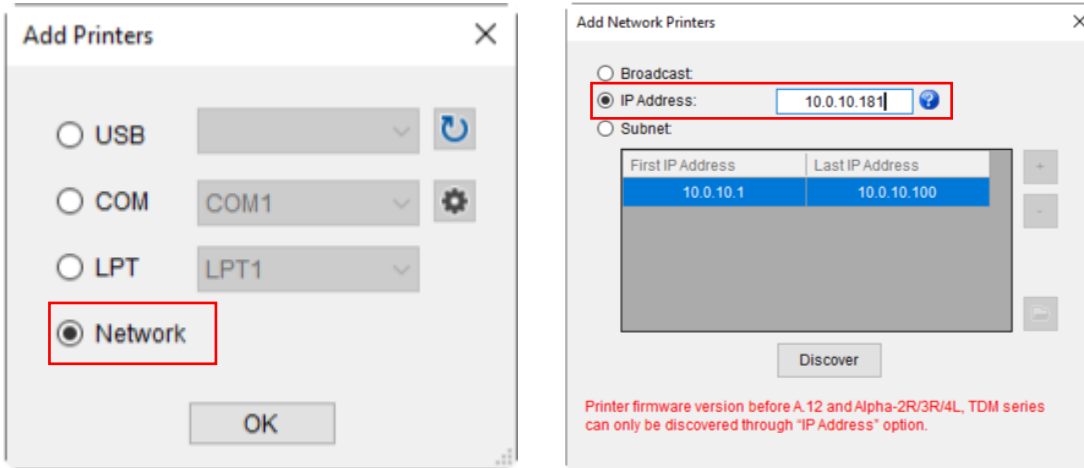 Add Printers
USB
COM COM1
LPT LPT1
Network
OK
Add Network Printers
Broadcast:
IP Address: 10.0.10.181 ?
Subnet:
First IP Address Last IP Address
10.0.10.1 10.0.10.100
+
-
Discover
Printer firmware version before A.12 and Alpha-2R/3R/4L, TDM series
can only be discovered through "IP Address" option.